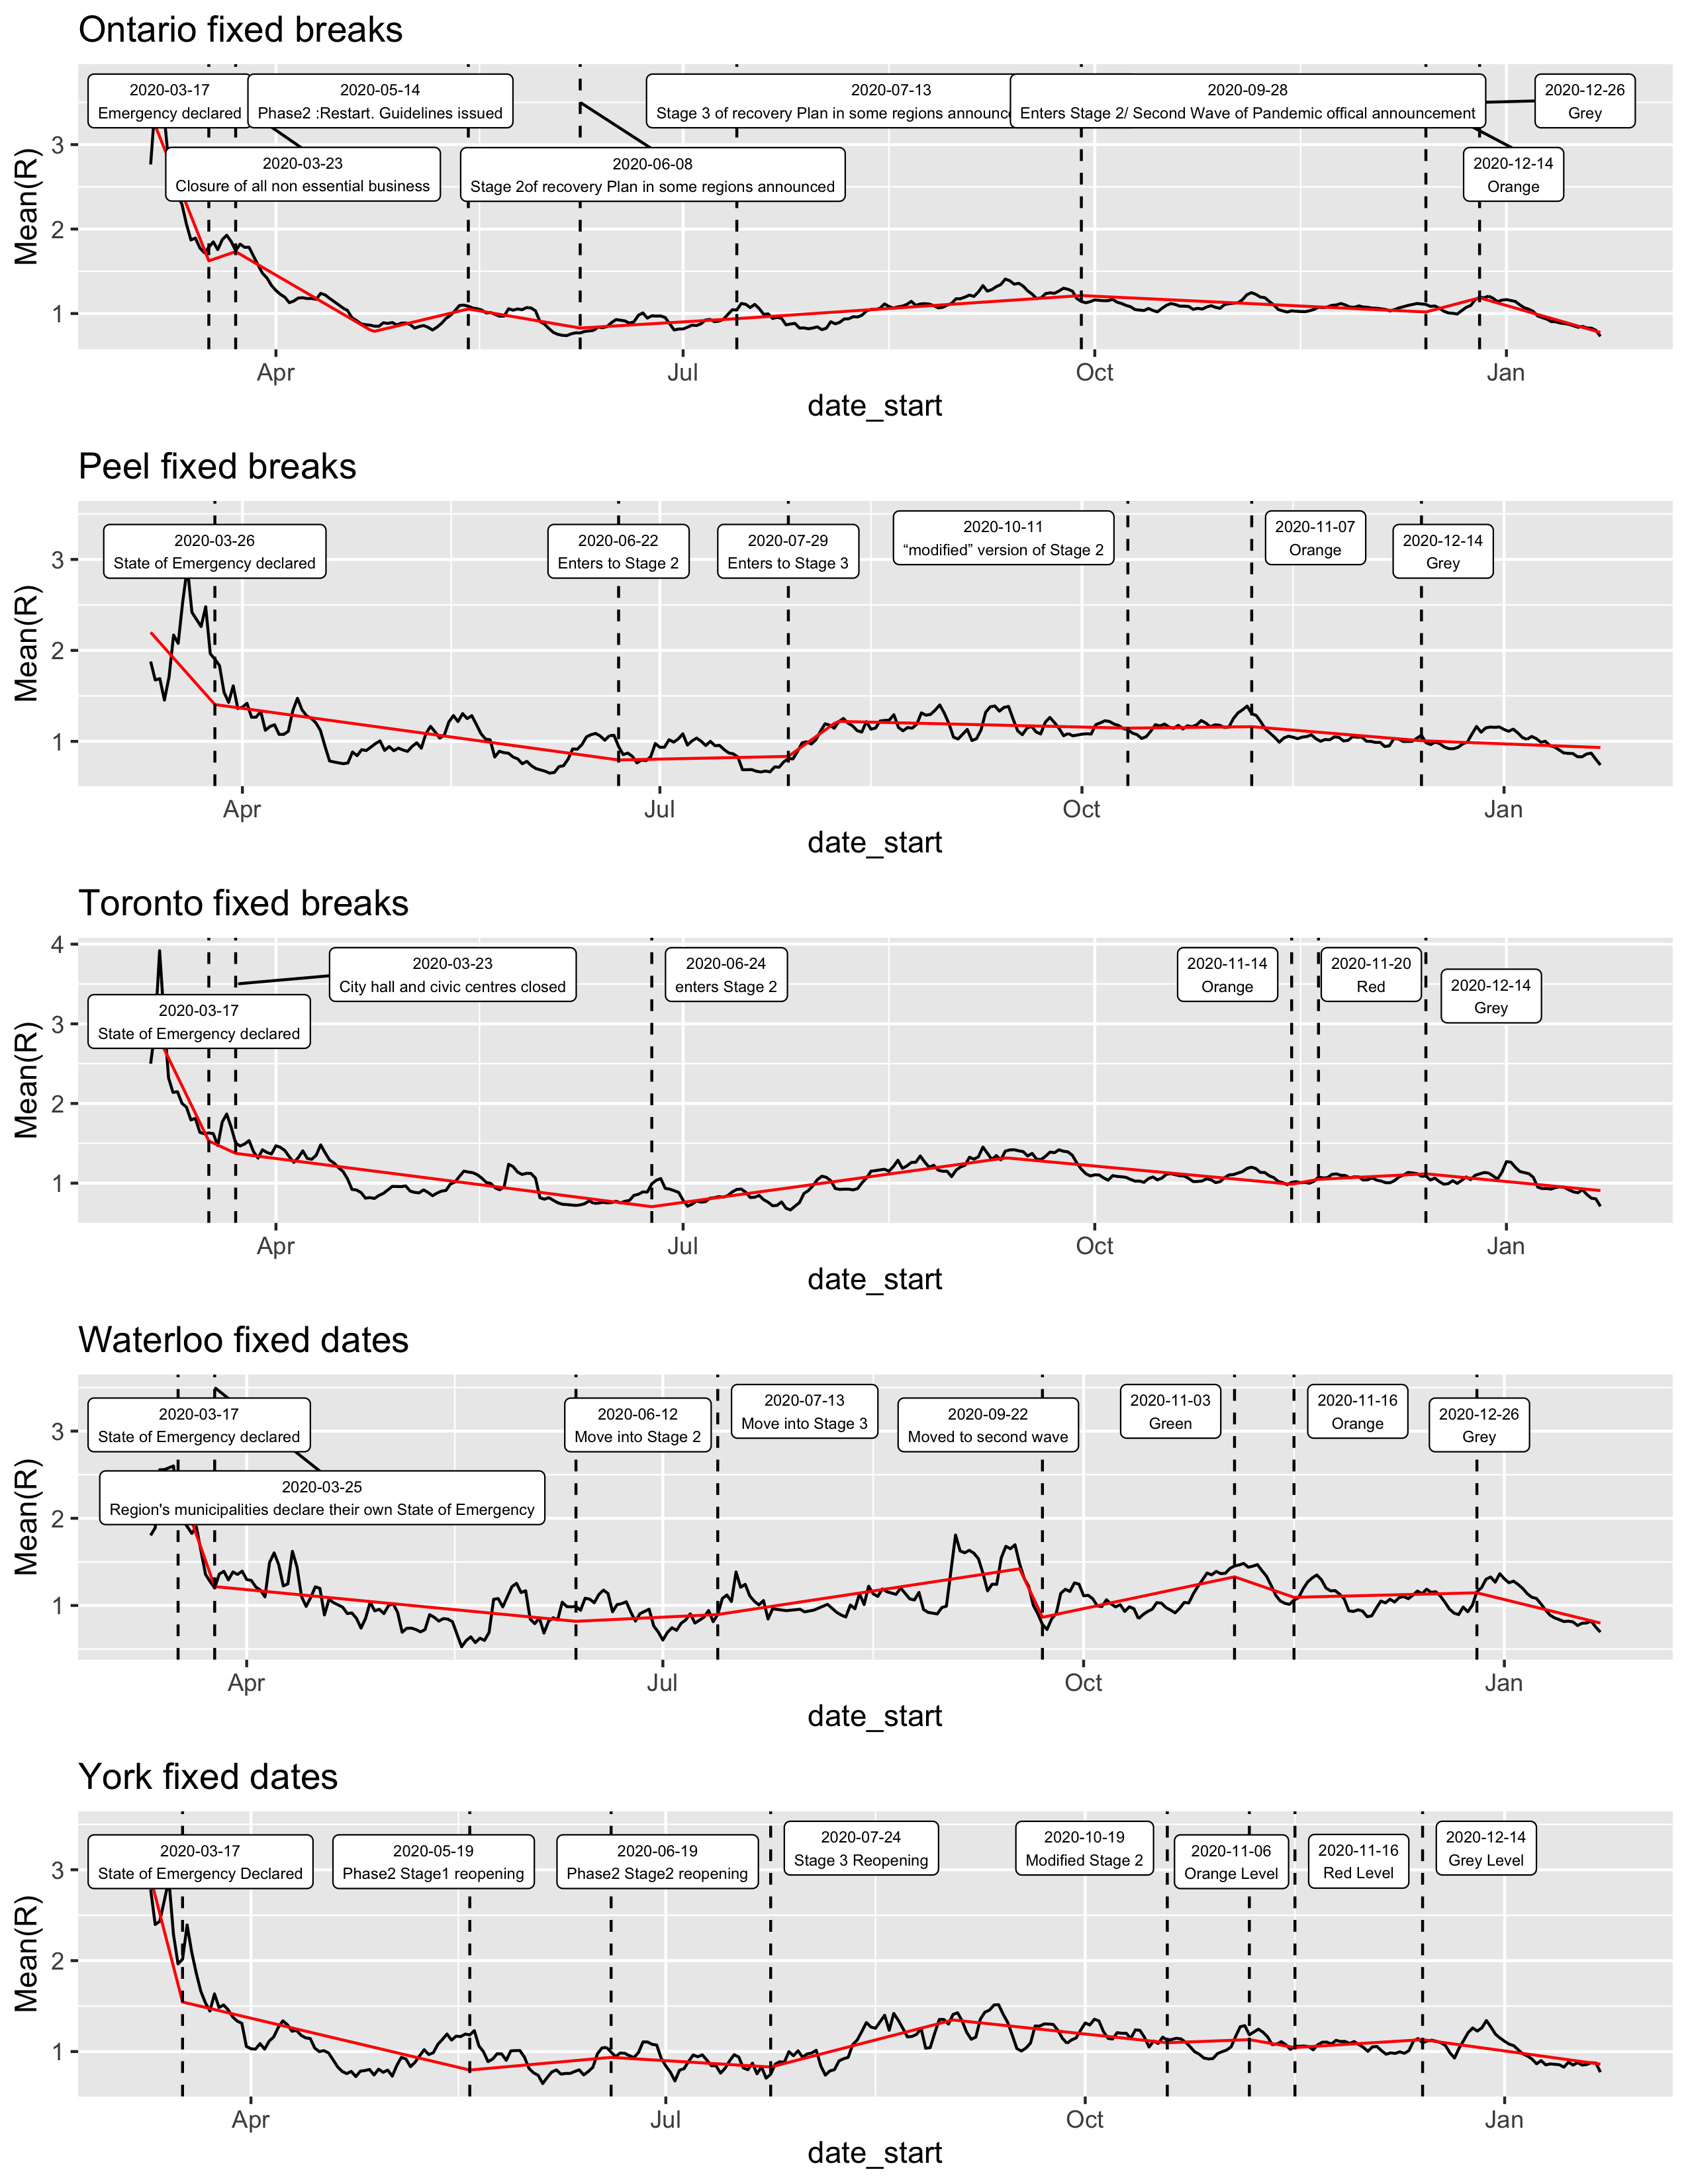 Ontario fixed breaks
2020-03-17
Emergency declared
2020-05-14
Phase2 :Restart. Guidelines issued
2020-07-13
Stage 3 of recovery Plan in some regions
2020-09-28
Enters Stage 2/ Second Wave of Pandemic offical announcement
2020-12-26
Grey
2020-03-23
Closure of all non essential business
2020-06-08
Stage 2of recovery Plan in some regions announced
2020-12-14
Orange
Mean(R)
3
2
1
Apr
Jul
Oct
Jan
date_start
Peel fixed breaks
2020-03-26
State of Emergency declared
2020-06-22
Enters to Stage 2
2020-07-29
Enters to Stage 3
2020-10-11
“modified” version of Stage 2
2020-11-07
Orange
2020-12-14
Grey
Mean(R)
3
2
1
Apr
Jul
Oct
Jan
date_start
Toronto fixed breaks
2020-03-17
State of Emergency declared
2020-03-23
City hall and civic centres closed
2020-06-24
enters Stage 2
2020-11-14
Orange
2020-11-20
Red
2020-12-14
Grey
Mean(R)
4
3
2
1
Apr
Jul
Oct
Jan
date_start
Waterloo fixed dates
2020-03-17
State of Emergency declared
2020-03-25
Region's municipalities declare their own State of Emergency
2020-06-12
Move into Stage 2
2020-07-13
Move into Stage 3
2020-09-22
Moved to second wave
2020-11-03
Green
2020-11-16
Orange
2020-12-26
Grey
Mean(R)
3
2
1
Apr
Jul
Oct
Jan
date_start
York fixed dates
2020-03-17
State of Emergency Declared
2020-05-19
Phase2 Stage1 reopening
2020-06-19
Phase2 Stage2 reopening
2020-07-24
Stage 3 Reopening
2020-10-19
Modified Stage 2
2020-11-06
Orange Level
2020-11-16
Red Level
2020-12-14
Grey Level
Mean(R)
3
2
1
Apr
Jul
Oct
Jan
date_start